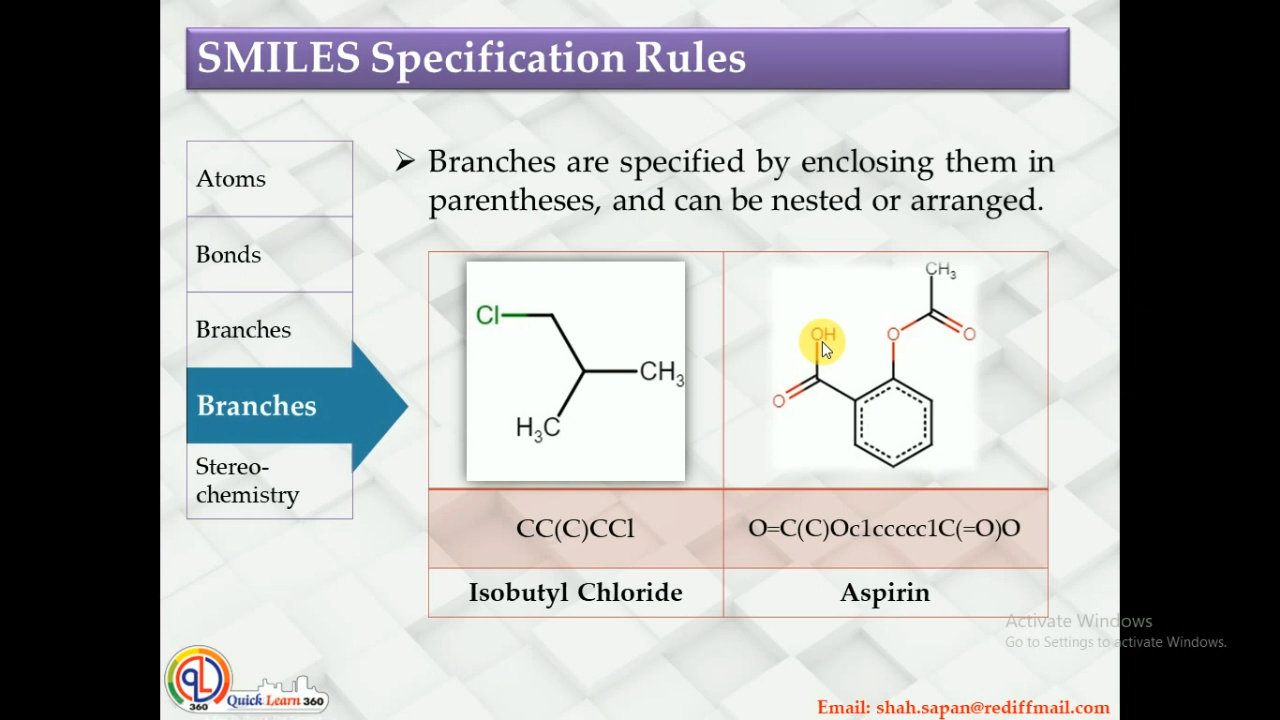 SMILES Specification Rules
Atoms
Bonds
Branches
Branches
Stereo-
chemistry
➢ Branches are specified by enclosing them in
parentheses, and can be nested or arranged.
Cl
CH3
H3C
CH3
OH
O
O
O
CC(C)CCl
O=C(C)Oc1ccccc1C(=O)O
Isobutyl Chloride
Aspirin
Activate Windows
Go to Settings to activate Windows.
QL
360
Quick Learn 360
Email: shah.sapan@rediffmail.com